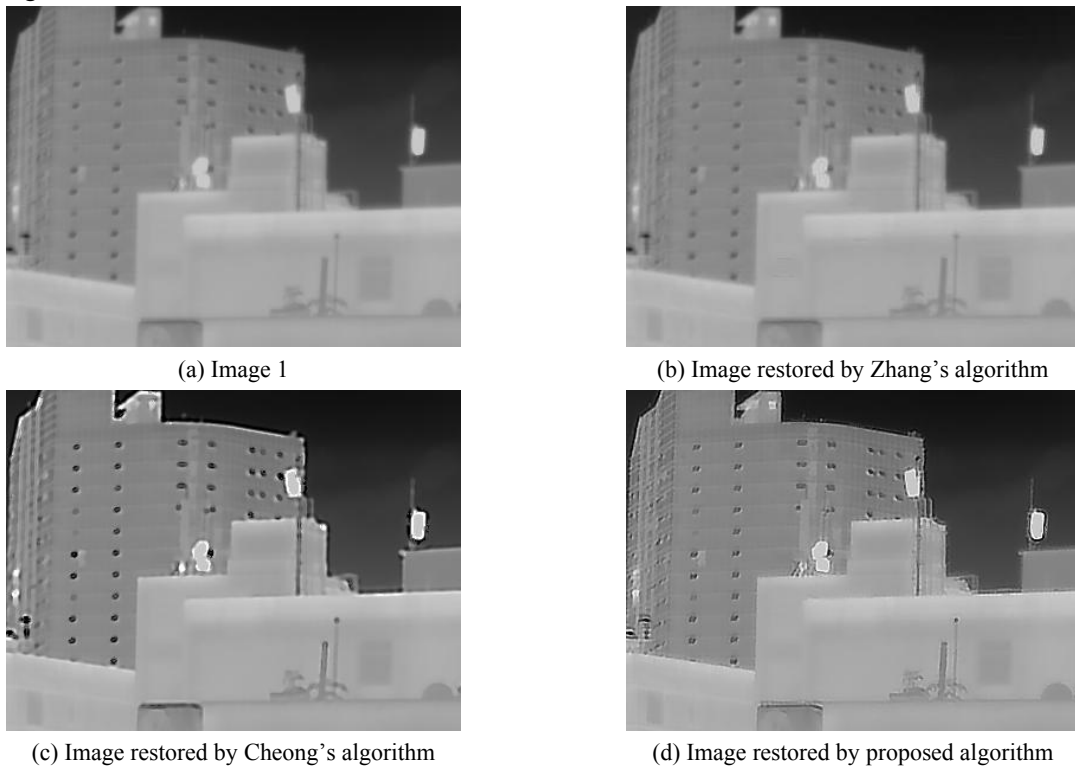 (a) Image 1
(b) Image restored by Zhang’s algorithm
(c) Image restored by Cheong’s algorithm
(d) Image restored by proposed algorithm